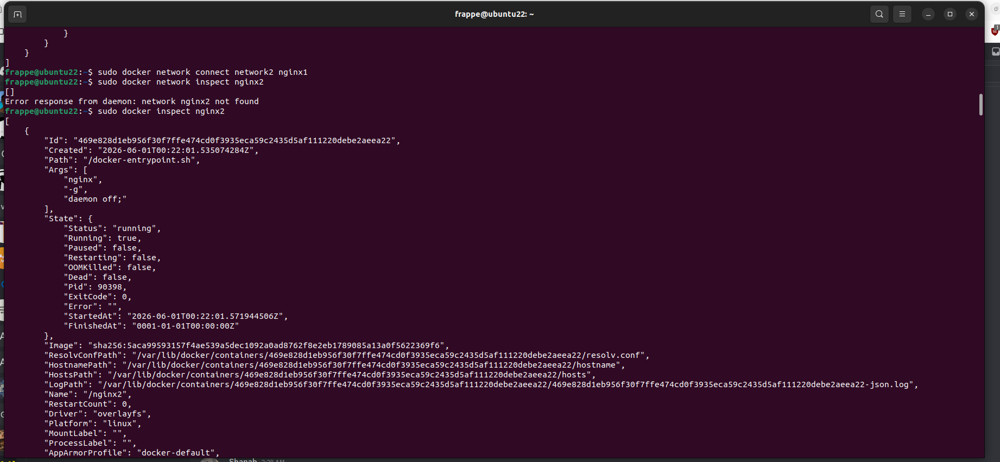 frappe@ubuntu22: ~
            }
        }
    }
]
frappe@ubuntu22:~$ sudo docker network connect network2 nginx1
frappe@ubuntu22:~$ sudo docker network inspect nginx2
[]
Error response from daemon: network nginx2 not found
frappe@ubuntu22:~$ sudo docker inspect nginx2
[
    {
        "Id": "469e828d1eb956f30f7ffe474cd0f3935eca59c2435d5af111220debe2aeea22",
        "Created": "2026-06-01T00:22:01.535074284Z",
        "Path": "/docker-entrypoint.sh",
        "Args": [
            "nginx",
            "-g",
            "daemon off;"
        ],
        "State": {
            "Status": "running",
            "Running": true,
            "Paused": false,
            "Restarting": false,
            "OOMKilled": false,
            "Dead": false,
            "Pid": 90398,
            "ExitCode": 0,
            "Error": "",
            "StartedAt": "2026-06-01T00:22:01.571944506Z",
            "FinishedAt": "0001-01-01T00:00:00Z"
        },
        "Image": "sha256:5aca99593157f4ae539a5dec1092a0ad8762f8e2eb1789085a13a0f5622369f6",
        "ResolvConfPath": "/var/lib/docker/containers/469e828d1eb956f30f7ffe474cd0f3935eca59c2435d5af111220debe2aeea22/resolv.conf",
        "HostnamePath": "/var/lib/docker/containers/469e828d1eb956f30f7ffe474cd0f3935eca59c2435d5af111220debe2aeea22/hostname",
        "HostsPath": "/var/lib/docker/containers/469e828d1eb956f30f7ffe474cd0f3935eca59c2435d5af111220debe2aeea22/hosts",
        "LogPath": "/var/lib/docker/containers/469e828d1eb956f30f7ffe474cd0f3935eca59c2435d5af111220debe2aeea22/469e828d1eb956f30f7ffe474cd0f3935eca59c2435d5af111220debe2aeea22-json.log",
        "Name": "/nginx2",
        "RestartCount": 0,
        "Driver": "overlayfs",
        "Platform": "linux",
        "MountLabel": "",
        "ProcessLabel": "",
        "AppArmorProfile": "docker-default",